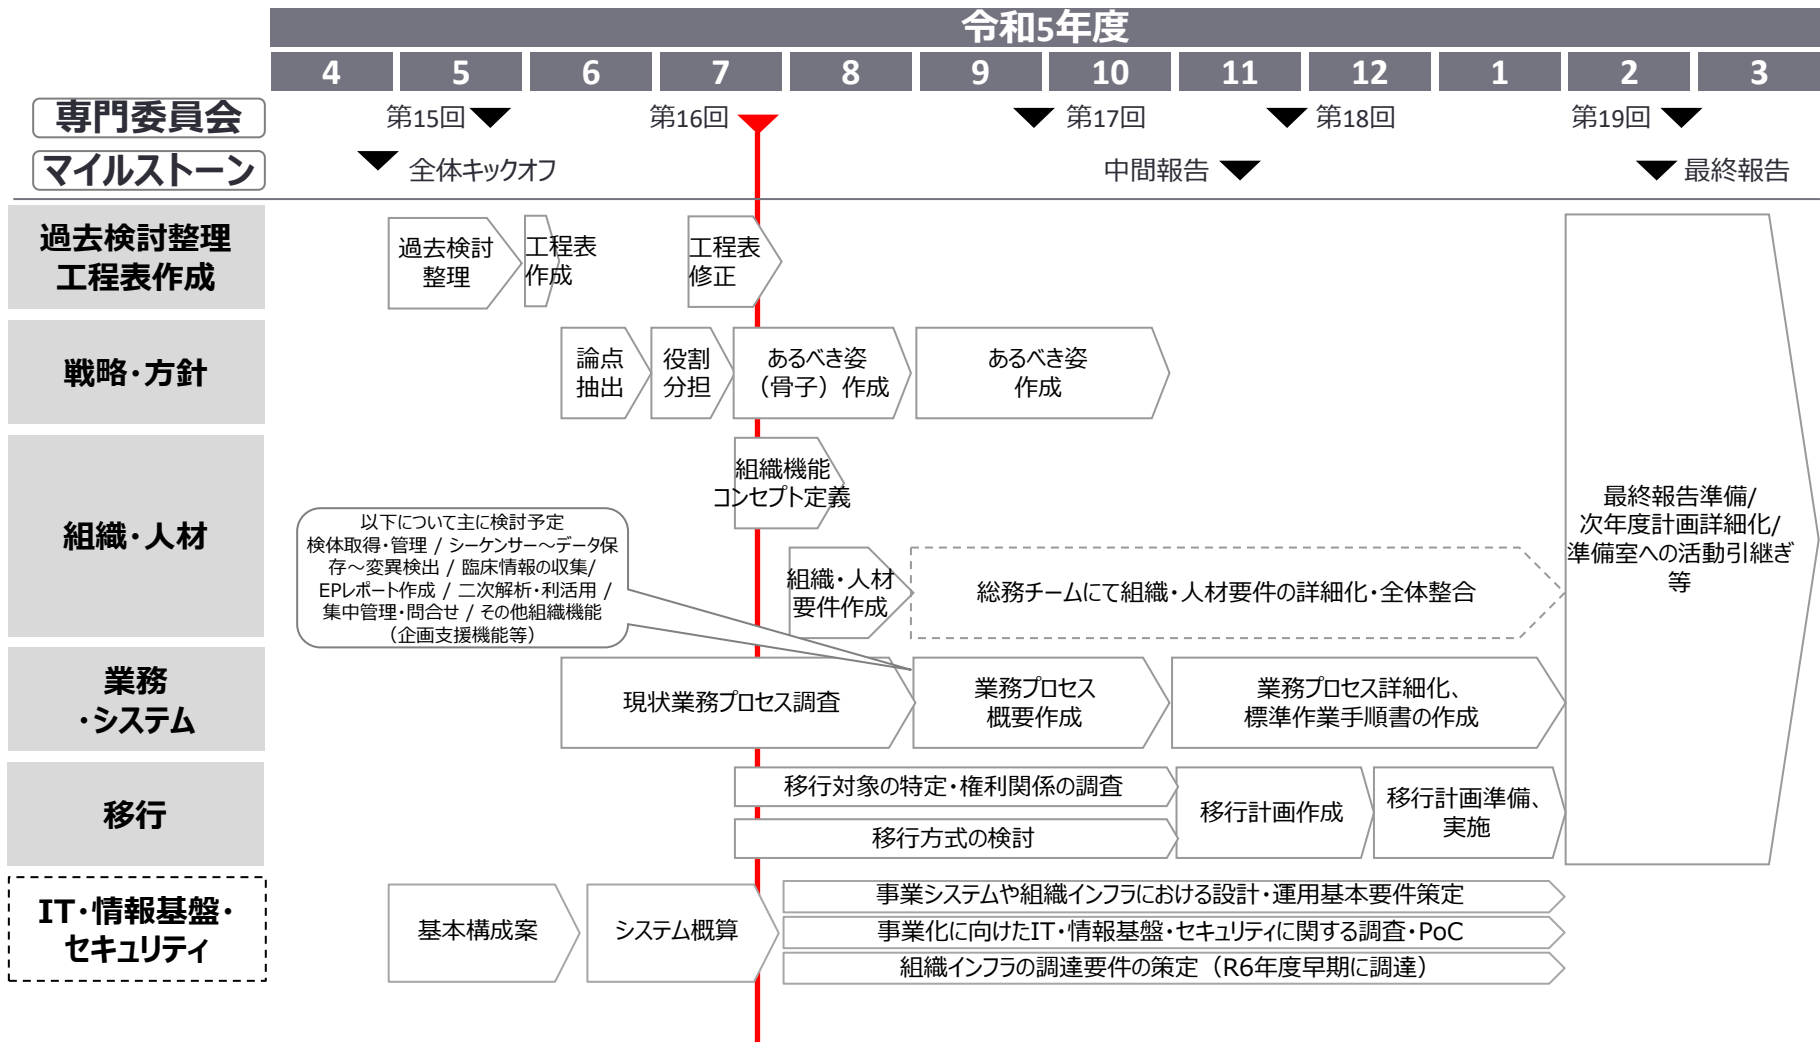 令和5年度
4 5 6 7 8 9 10 11 12 1 2 3
専門委員会
第15回
第16回
第17回
第18回
第19回
マイルストーン
全体キックオフ
中間報告
最終報告
過去検討整理
工程表作成
過去検討
整理
工程表
作成
工程表
修正
戦略・方針
論点
抽出
役割
分担
あるべき姿
（骨子）作成
あるべき姿
作成
組織・人材
組織機能
コンセプト定義
以下について主に検討予定
検体取得・管理 / シーケンサー～データ保
存～変異検出 / 臨床情報の収集/
EPレポート作成 / 二次解析・利活用 /
集中管理・問合せ / その他組織機能
（企画支援機能等）
組織・人材
要件作成
総務チームにて組織・人材要件の詳細化・全体整合
最終報告準備/
次年度計画詳細化/
準備室への活動引継ぎ
等
業務
・システム
現状業務プロセス調査
業務プロセス
概要作成
業務プロセス詳細化、
標準作業手順書の作成
移行
移行対象の特定・権利関係の調査
移行方式の検討
移行計画作成
移行計画準備、
実施
IT・情報基盤・
セキュリティ
基本構成案
システム概算
事業システムや組織インフラにおける設計・運用基本要件策定
事業化に向けたIT・情報基盤・セキュリティに関する調査・PoC
組織インフラの調達要件の策定（R6年度早期に調達）